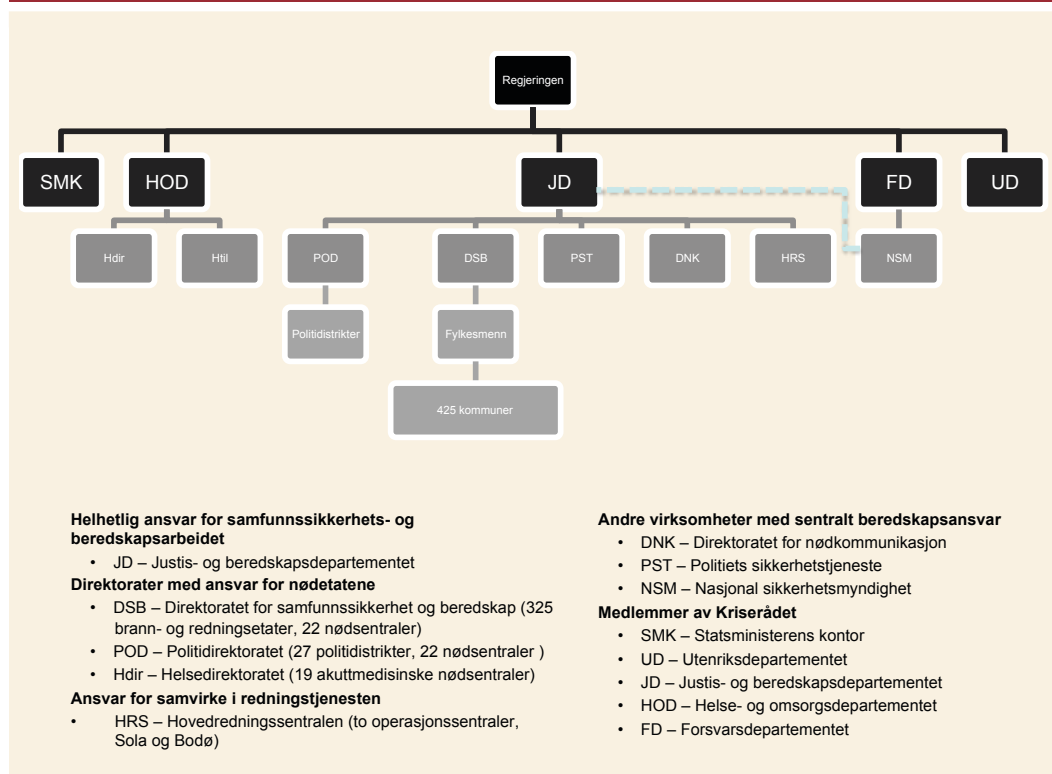 Regjeringen
SMK
HOD
JD
FD
UD
Hdir
Htil
POD
DSB
PST
DNK
HRS
NSM
Politidistrikter
Fylkesmenn
425 kommuner
Helhetlig ansvar for samfunnssikkerhets- og
beredskapsarbeidet
• JD – Justis- og beredskapsdepartementet
Direktorater med ansvar for nødetatene
• DSB – Direktoratet for samfunnssikkerhet og beredskap (325
brann- og redningsetater, 22 nødsentraler)
• POD – Politidirektoratet (27 politidistrikter, 22 nødsentraler )
• Hdir – Helsedirektoratet (19 akuttmedisinske nødsentraler)
Ansvar for samvirke i redningstjenesten
• HRS – Hovedredningssentralen (to operasjonssentraler,
Sola og Bodø)
Andre virksomheter med sentralt beredskapsansvar
• DNK – Direktoratet for nødkommunikasjon
• PST – Politiets sikkerhetstjeneste
• NSM – Nasjonal sikkerhetsmyndighet
Medlemmer av Kriserådet
• SMK – Statsministerens kontor
• UD – Utenriksdepartementet
• JD – Justis- og beredskapsdepartementet
• HOD – Helse- og omsorgsdepartementet
• FD – Forsvarsdepartementet